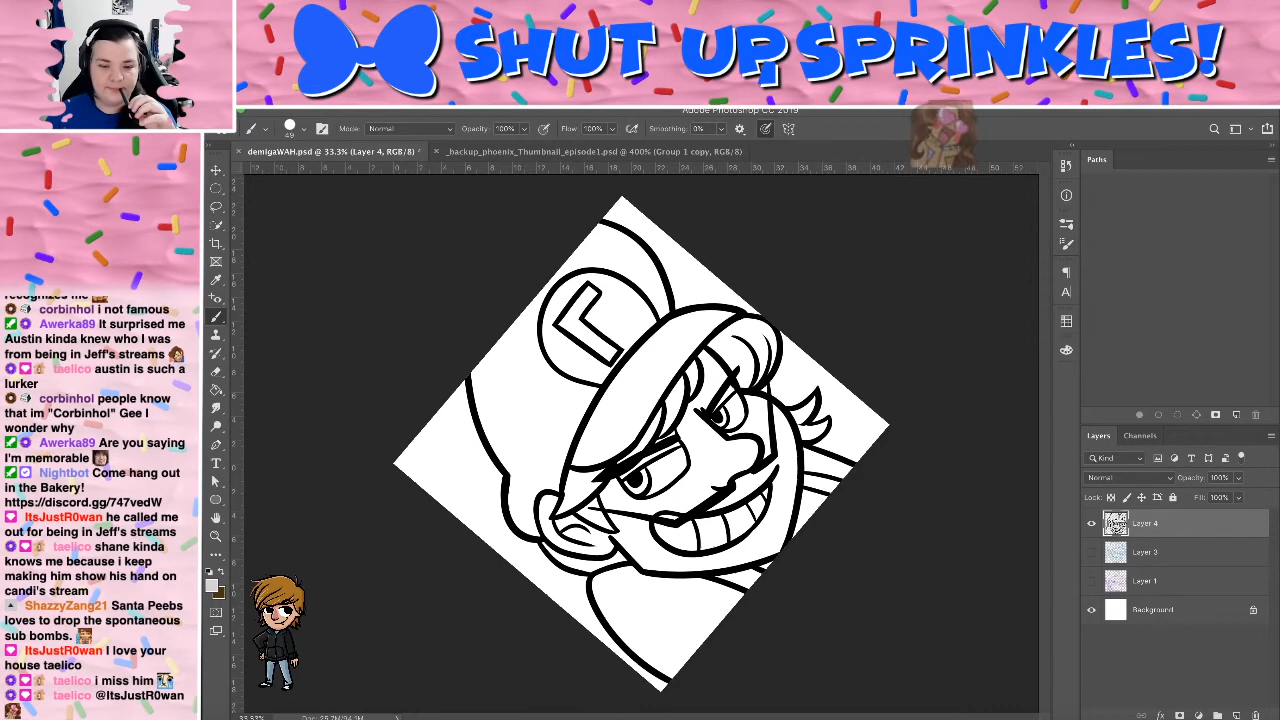 SHUT UP, SPRINKLES!
Adobe Photoshop CC 2019
49
Mode: Normal
Opacity: 100%
Flow: 100%
Smoothing: 0%
demigaWAH.psd @ 33.3% (Layer 4, RGB/8) *
_backup_phoenix_Thumbnail_episode1.psd @ 400% (Group 1 copy, RGB/8)
Paths
Layers
Channels
Kind
Normal
Opacity: 100%
Lock:
Fill: 100%
Layer 4
Layer 3
Layer 1
Background
L
recognizes me
corbinhol i not famous
Awerka89 It surprised me
Austin kinda knew who I was
from being in Jeff's streams
taelico austin is such a
lurker
corbinhol people know
that im "Corbinhol" Gee I
wonder why
Awerka89 Are you saying
I'm memorable
Nightbot Come hang out
in the Bakery!
https://discord.gg/747vedW
ItsJustR0wan he called me
out for being in Jeff's streams
taelico shane kinda
knows me because i keep
making him show his hand on
candi's stream
ShazzyZang21 Santa Peebs
loves to drop the spontaneous
sub bombs.
ItsJustR0wan I love your
house taelico
taelico i miss him
taelico @ItsJustR0wan